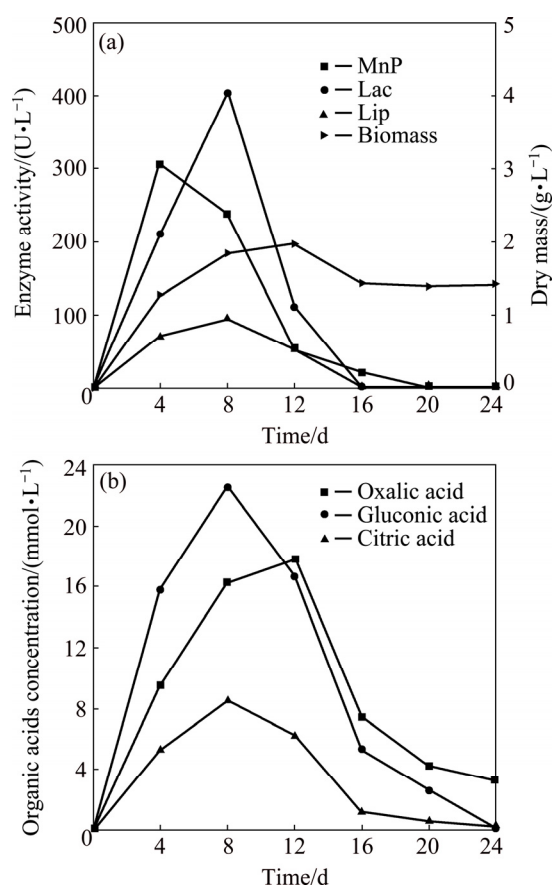 (a)
500
400
300
200
100
0
Enzyme activity/(U•L⁻¹)
MnP
Lac
Lip
Biomass
5
4
3
2
1
0
Dry mass/(g•L⁻¹)
4 8 12 16 20 24
Time/d
(b)
24
20
16
12
8
4
0
Organic acids concentration/(mmol•L⁻¹)
Oxalic acid
Gluconic acid
Citric acid
4 8 12 16 20 24
Time/d